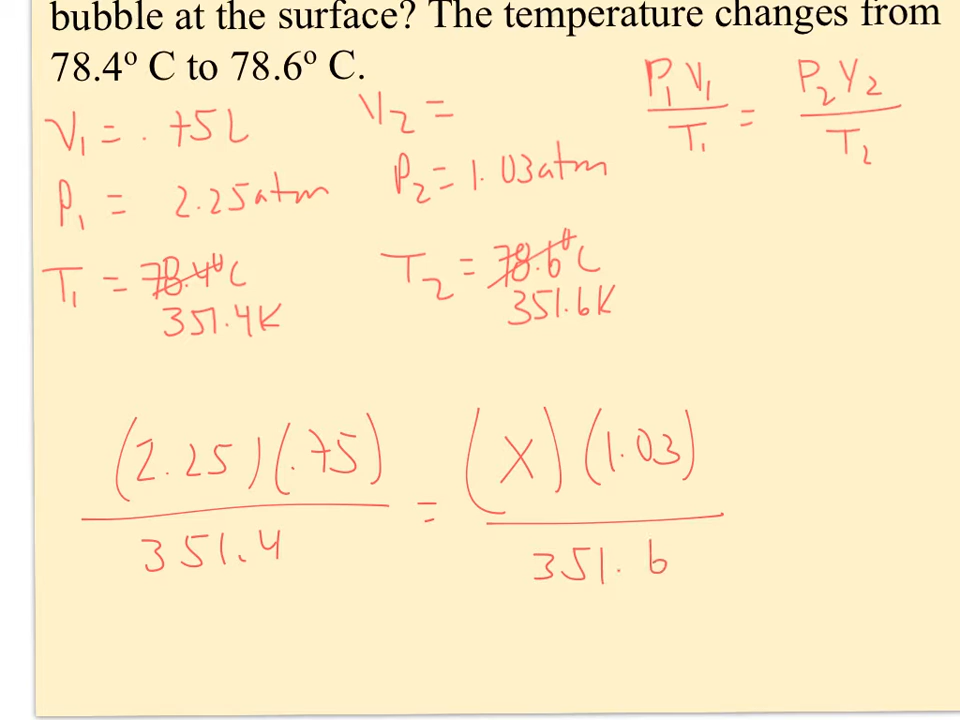 bubble at the surface? The temperature changes from
78.4º C to 78.6º C.
V₁ = .75L V₂ = P₁V₁/T₁ = P₂V₂/T₂
P₁ = 2.25atm P₂ = 1.03atm
T₁ = 78.4°C T₂ = 78.6°C
351.4K 351.6K
(2.25)(.75) = (X)(1.03)
351.4 351.6